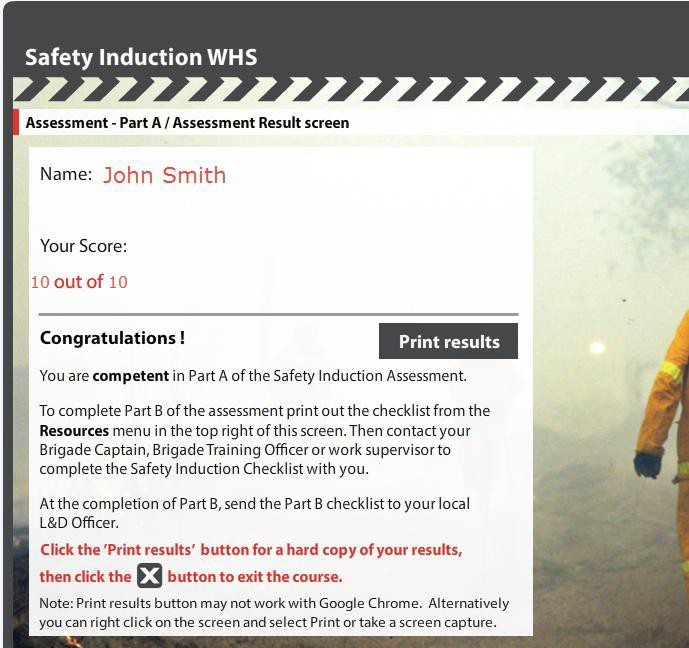 Safety Induction WHS
Assessment - Part A / Assessment Result screen
Name: John Smith
Your Score:
10 out of 10
Congratulations !
Print results
You are competent in Part A of the Safety Induction Assessment.
To complete Part B of the assessment print out the checklist from the
Resources menu in the top right of this screen. Then contact your
Brigade Captain, Brigade Training Officer or work supervisor to
complete the Safety Induction Checklist with you.
At the completion of Part B, send the Part B checklist to your local
L&D Officer.
Click the 'Print results' button for a hard copy of your results,
then click the X button to exit the course.
Note: Print results button may not work with Google Chrome. Alternatively
you can right click on the screen and select Print or take a screen capture.